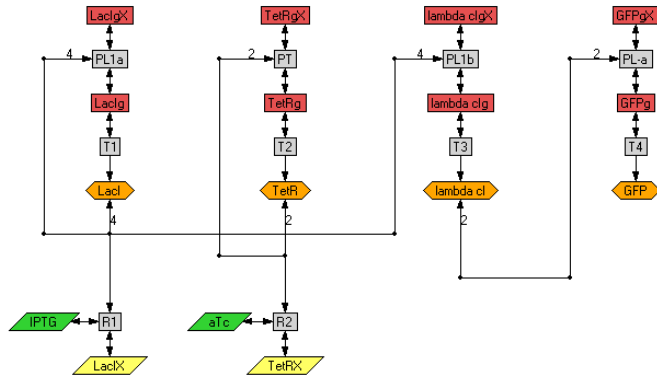 LacIgX TetRgX lambda cIgX GFPgX
4 PL1a 2 PT 4 PL1b 2 PL-a
LacIg TetRg lambda cIg GFPg
T1 T2 T3 T4
LacI TetR lambda cI GFP
4 2 2
IPTG R1 aTc R2
LacIX TetRX